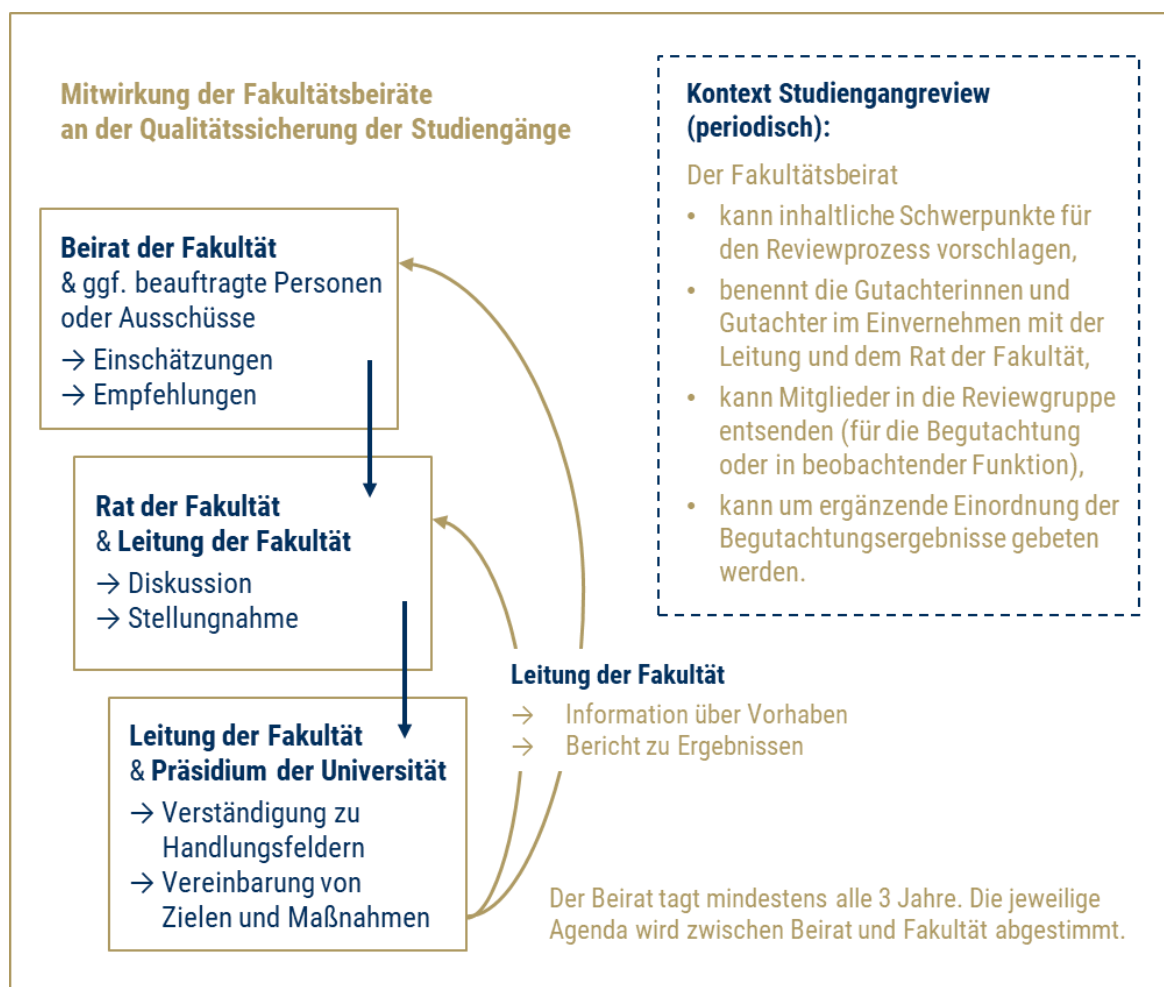 Mitwirkung der Fakultätsbeiräte
an der Qualitätssicherung der Studiengänge
Beirat der Fakultät
& ggf. beauftragte Personen
oder Ausschüsse
→ Einschätzungen
→ Empfehlungen
Rat der Fakultät
& Leitung der Fakultät
→ Diskussion
→ Stellungnahme
Leitung der Fakultät
& Präsidium der Universität
→ Verständigung zu
Handlungsfeldern
→ Vereinbarung von
Zielen und Maßnahmen
Leitung der Fakultät
→ Information über Vorhaben
→ Bericht zu Ergebnissen
Kontext Studiengangreview
(periodisch):
Der Fakultätsbeirat
• kann inhaltliche Schwerpunkte für
den Reviewprozess vorschlagen,
• benennt die Gutachterinnen und
Gutachter im Einvernehmen mit der
Leitung und dem Rat der Fakultät,
• kann Mitglieder in die Reviewgruppe
entsenden (für die Begutachtung
oder in beobachtender Funktion),
• kann um ergänzende Einordnung der
Begutachtungsergebnisse gebeten
werden.
Der Beirat tagt mindestens alle 3 Jahre. Die jeweilige
Agenda wird zwischen Beirat und Fakultät abgestimmt.